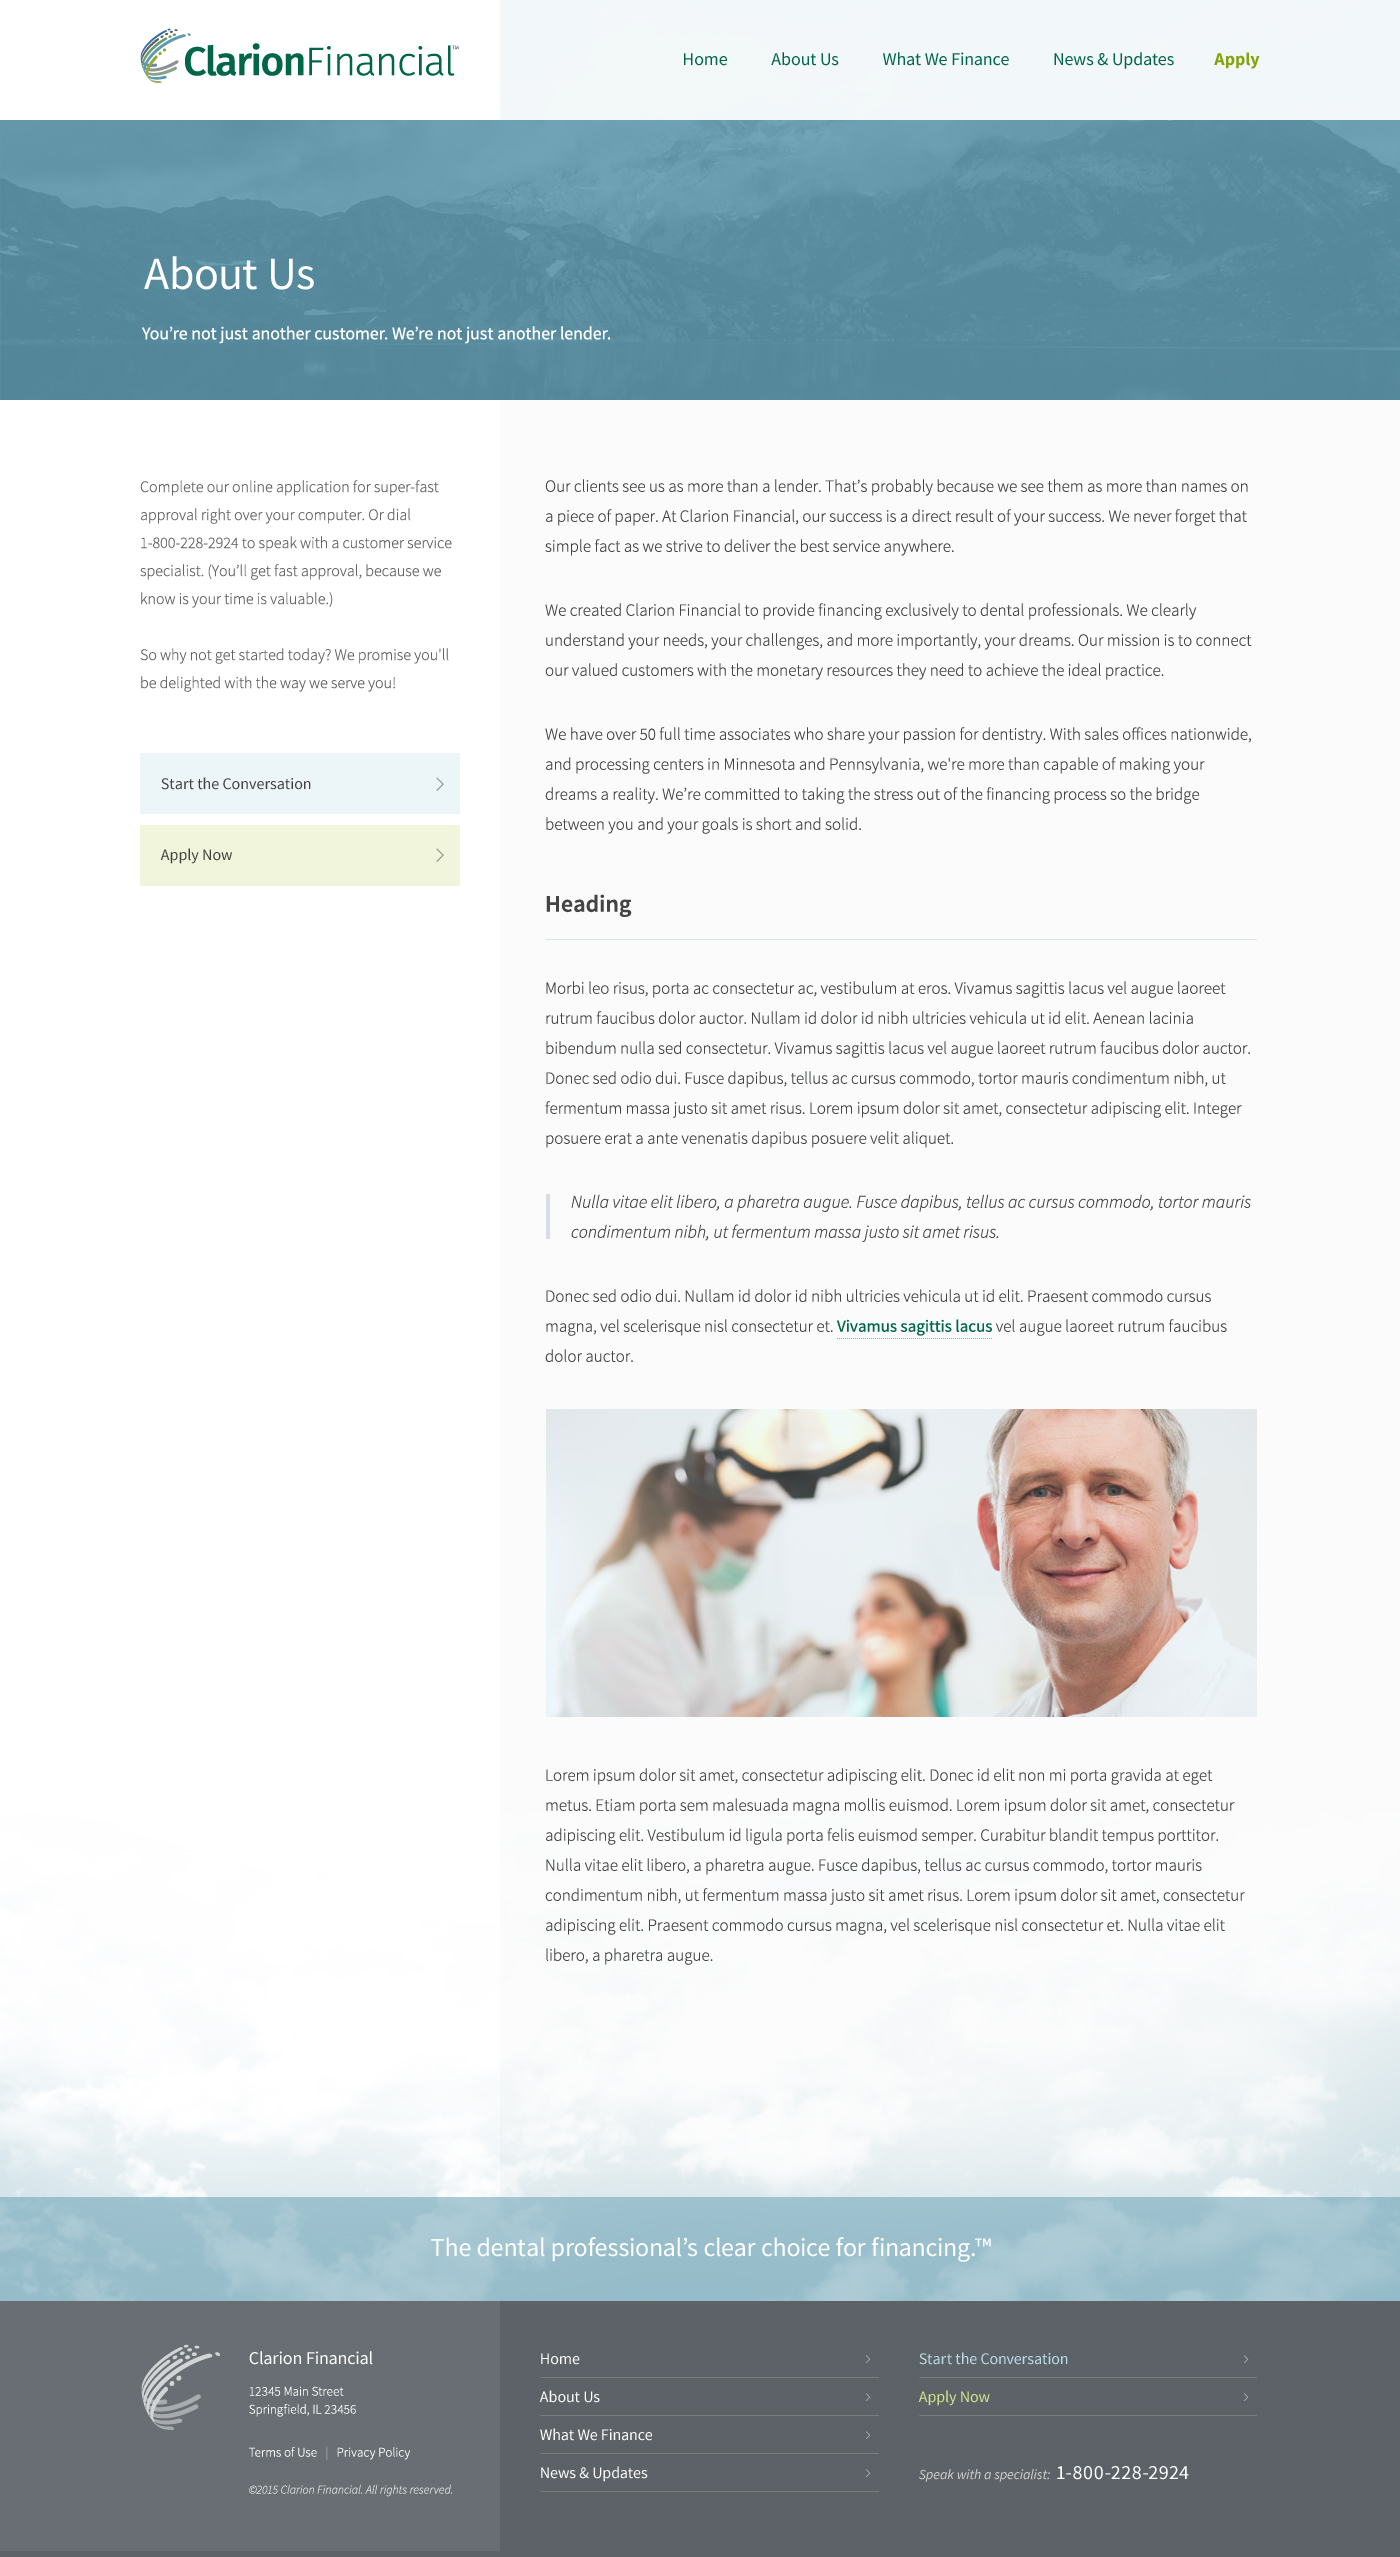 ClarionFinancial™
Home
About Us
What We Finance
News & Updates
Apply
About Us
You’re not just another customer. We’re not just another lender.
Complete our online application for super-fast
approval right over your computer. Or dial
1-800-228-2924 to speak with a customer service
specialist. (You’ll get fast approval, because we
know is your time is valuable.)
So why not get started today? We promise you'll
be delighted with the way we serve you!
Start the Conversation
Apply Now
Our clients see us as more than a lender. That’s probably because we see them as more than names on
a piece of paper. At Clarion Financial, our success is a direct result of your success. We never forget that
simple fact as we strive to deliver the best service anywhere.
We created Clarion Financial to provide financing exclusively to dental professionals. We clearly
understand your needs, your challenges, and more importantly, your dreams. Our mission is to connect
our valued customers with the monetary resources they need to achieve the ideal practice.
We have over 50 full time associates who share your passion for dentistry. With sales offices nationwide,
and processing centers in Minnesota and Pennsylvania, we're more than capable of making your
dreams a reality. We’re committed to taking the stress out of the financing process so the bridge
between you and your goals is short and solid.
Heading
Morbi leo risus, porta ac consectetur ac, vestibulum at eros. Vivamus sagittis lacus vel augue laoreet
rutrum faucibus dolor auctor. Nullam id dolor id nibh ultricies vehicula ut id elit. Aenean lacinia
bibendum nulla sed consectetur. Vivamus sagittis lacus vel augue laoreet rutrum faucibus dolor auctor.
Donec sed odio dui. Fusce dapibus, tellus ac cursus commodo, tortor mauris condimentum nibh, ut
fermentum massa justo sit amet risus. Lorem ipsum dolor sit amet, consectetur adipiscing elit. Integer
posuere erat a ante venenatis dapibus posuere velit aliquet.
Nulla vitae elit libero, a pharetra augue. Fusce dapibus, tellus ac cursus commodo, tortor mauris
condimentum nibh, ut fermentum massa justo sit amet risus.
Donec sed odio dui. Nullam id dolor id nibh ultricies vehicula ut id elit. Praesent commodo cursus
magna, vel scelerisque nisl consectetur et. Vivamus sagittis lacus vel augue laoreet rutrum faucibus
dolor auctor.
Lorem ipsum dolor sit amet, consectetur adipiscing elit. Donec id elit non mi porta gravida at eget
metus. Etiam porta sem malesuada magna mollis euismod. Lorem ipsum dolor sit amet, consectetur
adipiscing elit. Vestibulum id ligula porta felis euismod semper. Curabitur blandit tempus porttitor.
Nulla vitae elit libero, a pharetra augue. Fusce dapibus, tellus ac cursus commodo, tortor mauris
condimentum nibh, ut fermentum massa justo sit amet risus. Lorem ipsum dolor sit amet, consectetur
adipiscing elit. Praesent commodo cursus magna, vel scelerisque nisl consectetur et. Nulla vitae elit
libero, a pharetra augue.
The dental professional’s clear choice for financing.™
Clarion Financial
12345 Main Street
Springfield, IL 23456
Terms of Use | Privacy Policy
©2015 Clarion Financial. All rights reserved.
Home
About Us
What We Finance
News & Updates
Start the Conversation
Apply Now
Speak with a specialist: 1-800-228-2924